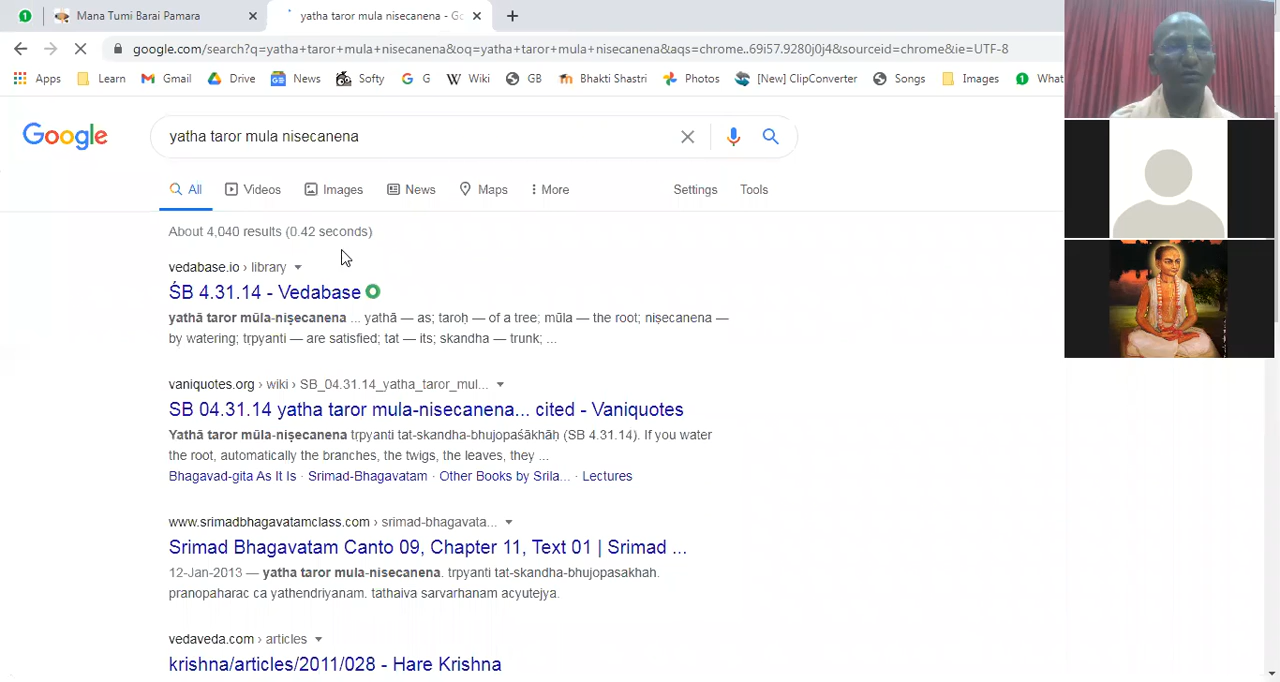 1
Mana Tumi Barai Pamara
yatha taror mula nisecanena - Go
google.com/search?q=yatha+taror+mula+nisecanena&oq=yatha+taror+mula+nisecanena&aqs=chrome..69i57.9280j0j4&sourceid=chrome&ie=UTF-8
Apps Learn Gmail Drive News Softy G Wiki GB Bhakti Shastri Photos [New] ClipConverter Songs Images What
Google
yatha taror mula nisecanena
All Videos Images News Maps More Settings Tools
About 4,040 results (0.42 seconds)
vedabase.io › library
ŚB 4.31.14 - Vedabase
yathā taror mūla-niṣecanena ... yathā — as; taroḥ — of a tree; mūla — the root; niṣecanena —
by watering; tṛpyanti — are satisfied; tat — its; skandha — trunk; ...
vaniquotes.org › wiki › SB_04.31.14_yatha_taror_mul...
SB 04.31.14 yatha taror mula-nisecanena... cited - Vaniquotes
Yathā taror mūla-niṣecanena tṛpyanti tat-skandha-bhujopaśākhāḥ (SB 4.31.14). If you water
the root, automatically the branches, the twigs, the leaves, they ...
Bhagavad-gita As It Is · Srimad-Bhagavatam · Other Books by Srila... · Lectures
www.srimadbhagavatamclass.com › srimad-bhagavata...
Srimad Bhagavatam Canto 09, Chapter 11, Text 01 | Srimad ...
12-Jan-2013 — yatha taror mula-nisecanena. trpyanti tat-skandha-bhujopasakhah.
pranopaharac ca yathendriyanam. tathaiva sarvarhanam acyutejya.
vedaveda.com › articles
krishna/articles/2011/028 - Hare Krishna